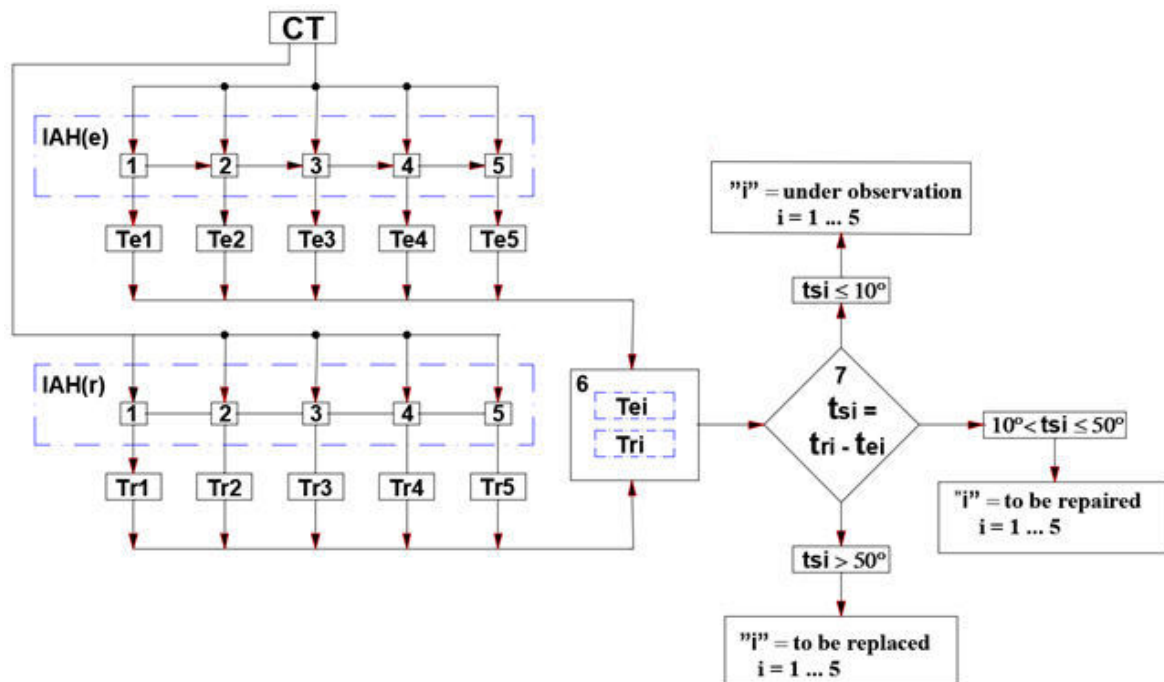 CT
IAH(e)
1 2 3 4 5
Te1 Te2 Te3 Te4 Te5
IAH(r)
1 2 3 4 5
Tr1 Tr2 Tr3 Tr4 Tr5
6
Tei
Tri
7
tsi =
tri - tei
tsi ≤ 10°
"i" = under observation
i = 1 ... 5
10°< tsi ≤ 50°
"i" = to be repaired
i = 1 ... 5
tsi > 50°
"i" = to be replaced
i = 1 ... 5